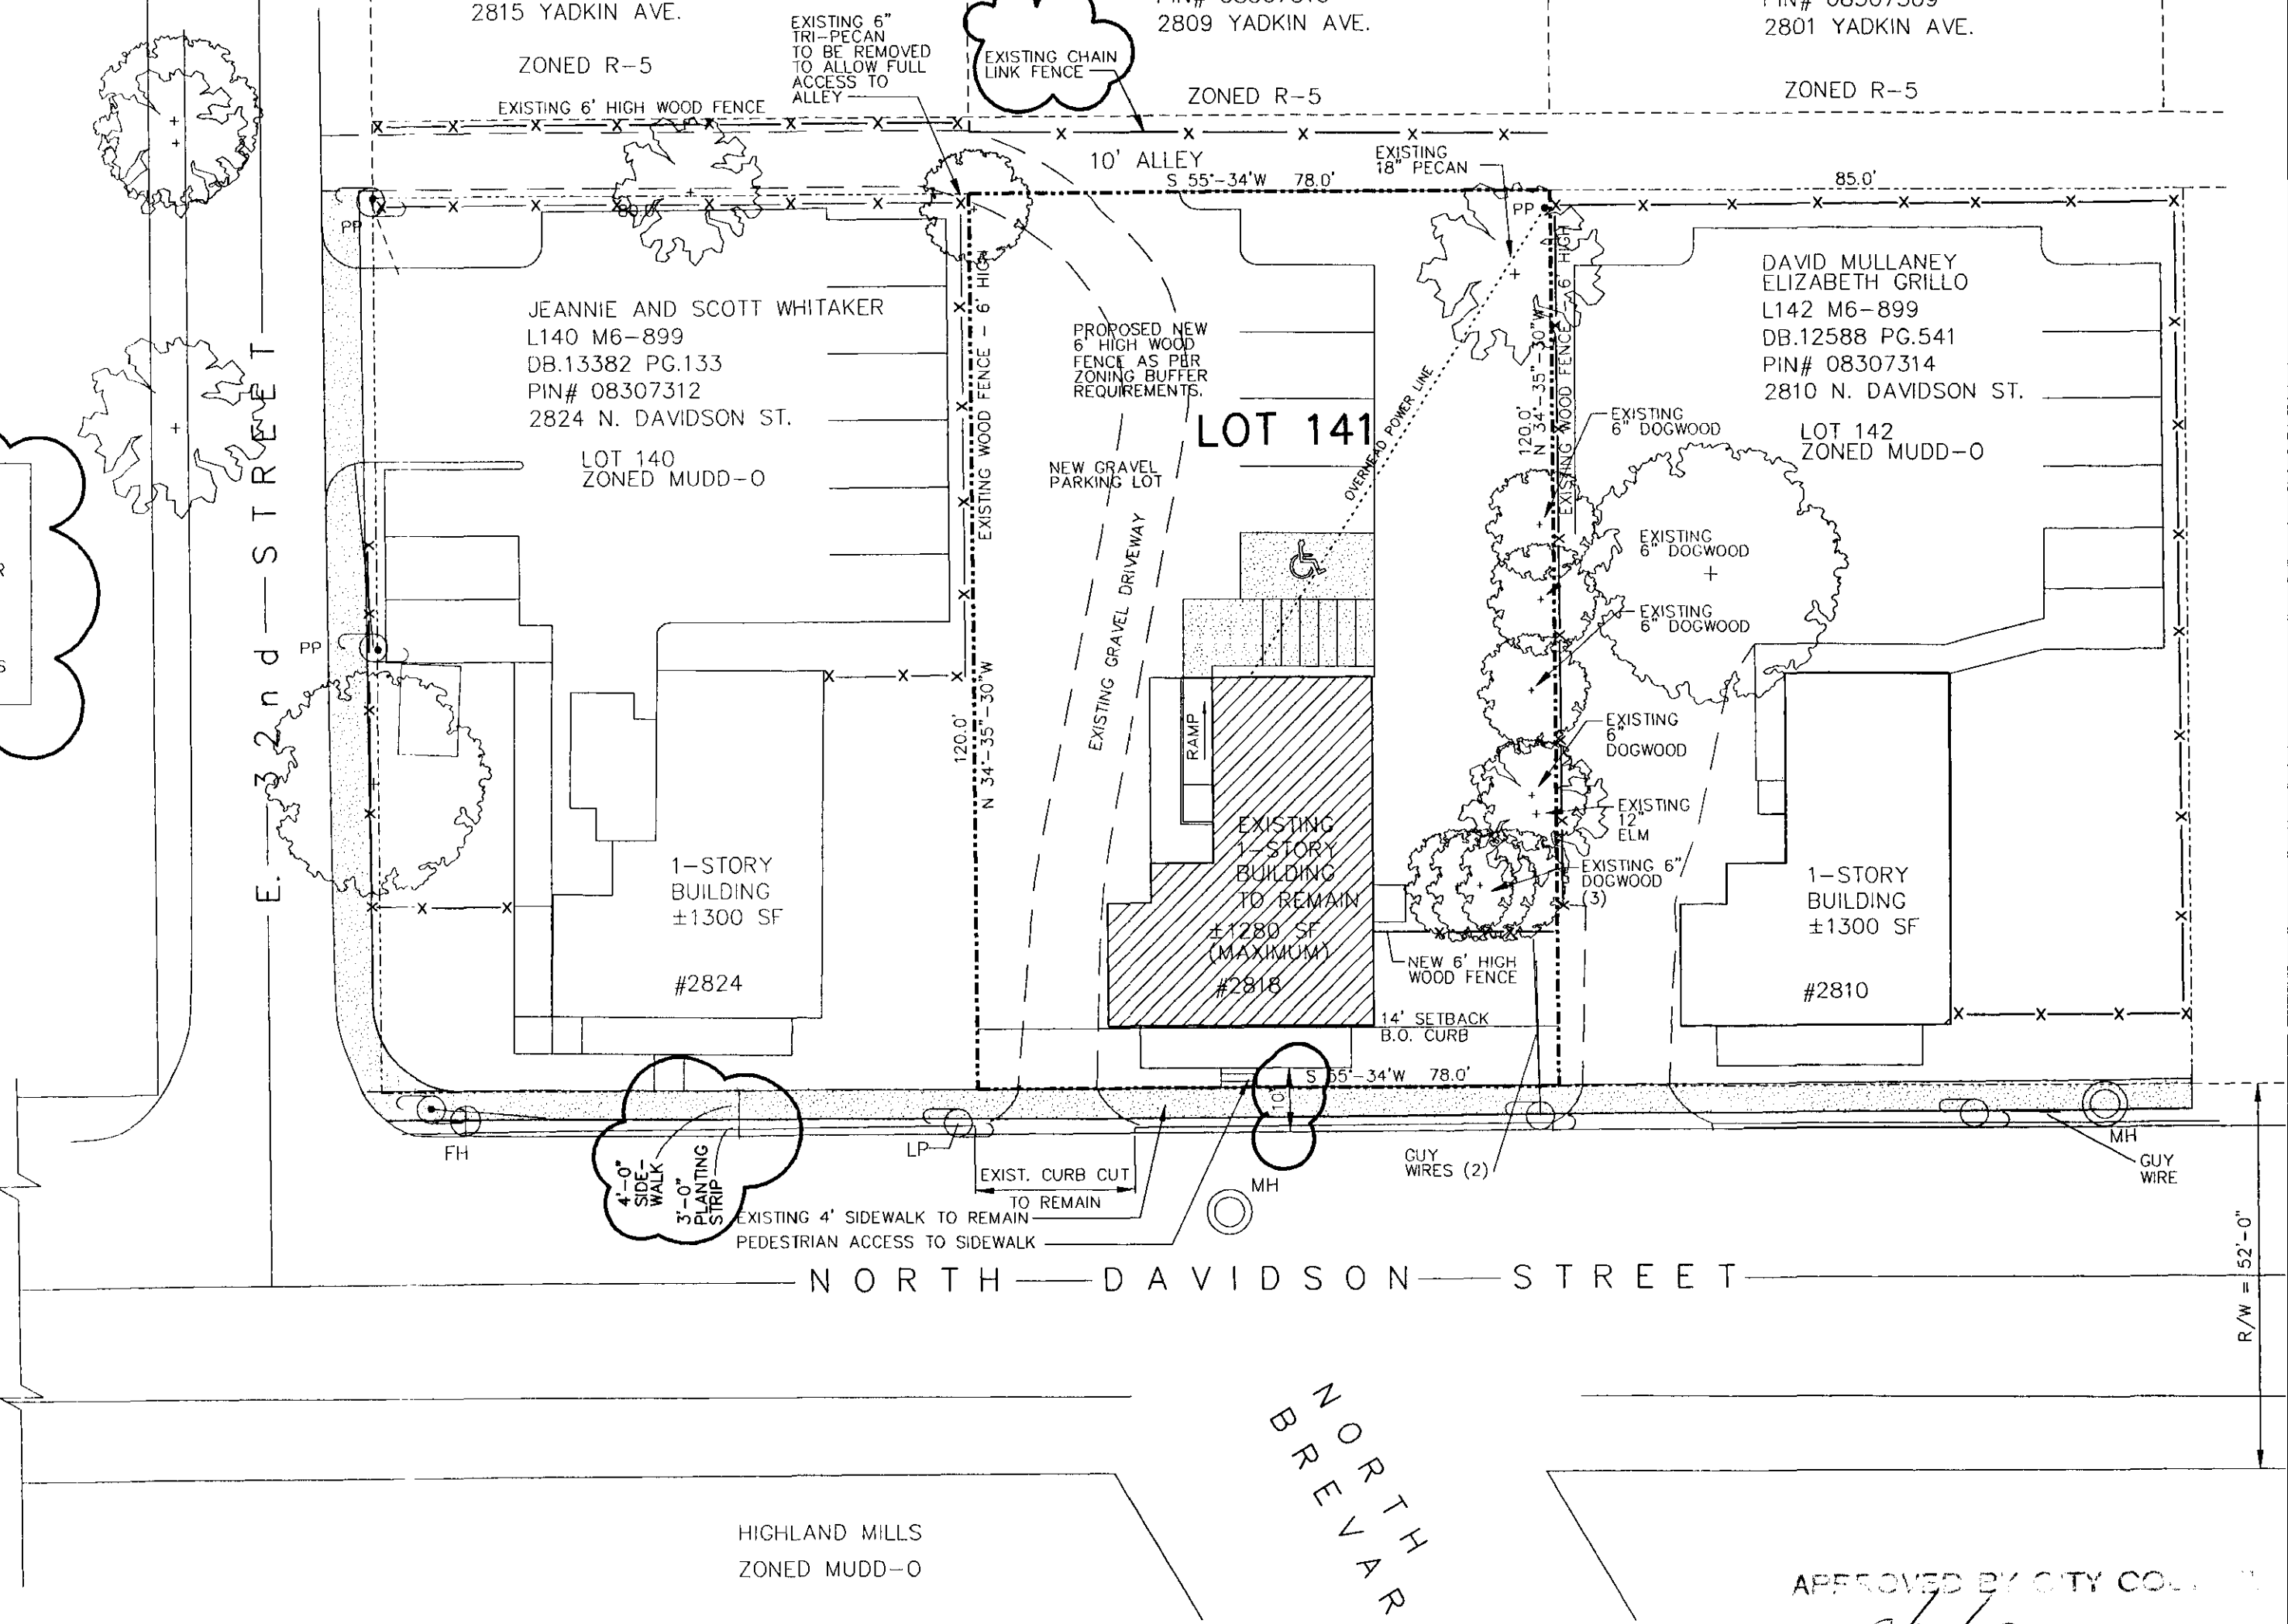 2815 YADKIN AVE.
ZONED R-5
EXISTING 6' HIGH WOOD FENCE
EXISTING 6"
TRI-PECAN
TO BE REMOVED
TO ALLOW FULL
ACCESS TO
ALLEY
EXISTING CHAIN
LINK FENCE
2809 YADKIN AVE.
ZONED R-5
2801 YADKIN AVE.
ZONED R-5
10' ALLEY
S 55°-34'W 78.0'
EXISTING
18" PECAN
85.0'
PP
80.0'
PP
JEANNIE AND SCOTT WHITAKER
L140 M6-899
DB.13382 PG.133
PIN# 08307312
2824 N. DAVIDSON ST.
LOT 140
ZONED MUDD-O
EXISTING WOOD FENCE - 6' HIGH
120.0'
N 34°-35"-30"W
PROPOSED NEW
6' HIGH WOOD
FENCE AS PER
ZONING BUFFER
REQUIREMENTS.
LOT 141
NEW GRAVEL
PARKING LOT
EXISTING GRAVEL DRIVEWAY
OVERHEAD POWER LINE
120.0'
N 34°-35"-30"W
EXISTING WOOD FENCE - 6' HIGH
DAVID MULLANEY
ELIZABETH GRILLO
L142 M6-899
DB.12588 PG.541
PIN# 08307314
2810 N. DAVIDSON ST.
LOT 142
ZONED MUDD-O
EXISTING
6" DOGWOOD
EXISTING
6" DOGWOOD
EXISTING
6" DOGWOOD
EXISTING
6"
DOGWOOD
EXISTING
12"
ELM
EXISTING 6"
DOGWOOD
(3)
E. 32nd STREET
PP
RAMP
1-STORY
BUILDING
±1300 SF
#2824
EXISTING
1-STORY
BUILDING
TO REMAIN
±1280 SF
(MAXIMUM)
#2818
NEW 6' HIGH
WOOD FENCE
14' SETBACK
B.O. CURB
1-STORY
BUILDING
±1300 SF
#2810
S 55°-34'W 78.0'
10'
FH
4'-0"
SIDE-
WALK
3'-0"
PLANTING
STRIP
LP
EXIST. CURB CUT
TO REMAIN
MH
GUY
WIRES (2)
MH
GUY
WIRE
EXISTING 4' SIDEWALK TO REMAIN
PEDESTRIAN ACCESS TO SIDEWALK
NORTH DAVIDSON STREET
R/W = 52'-0"
NORTH
BREVAR
HIGHLAND MILLS
ZONED MUDD-O
APPROVED BY CITY